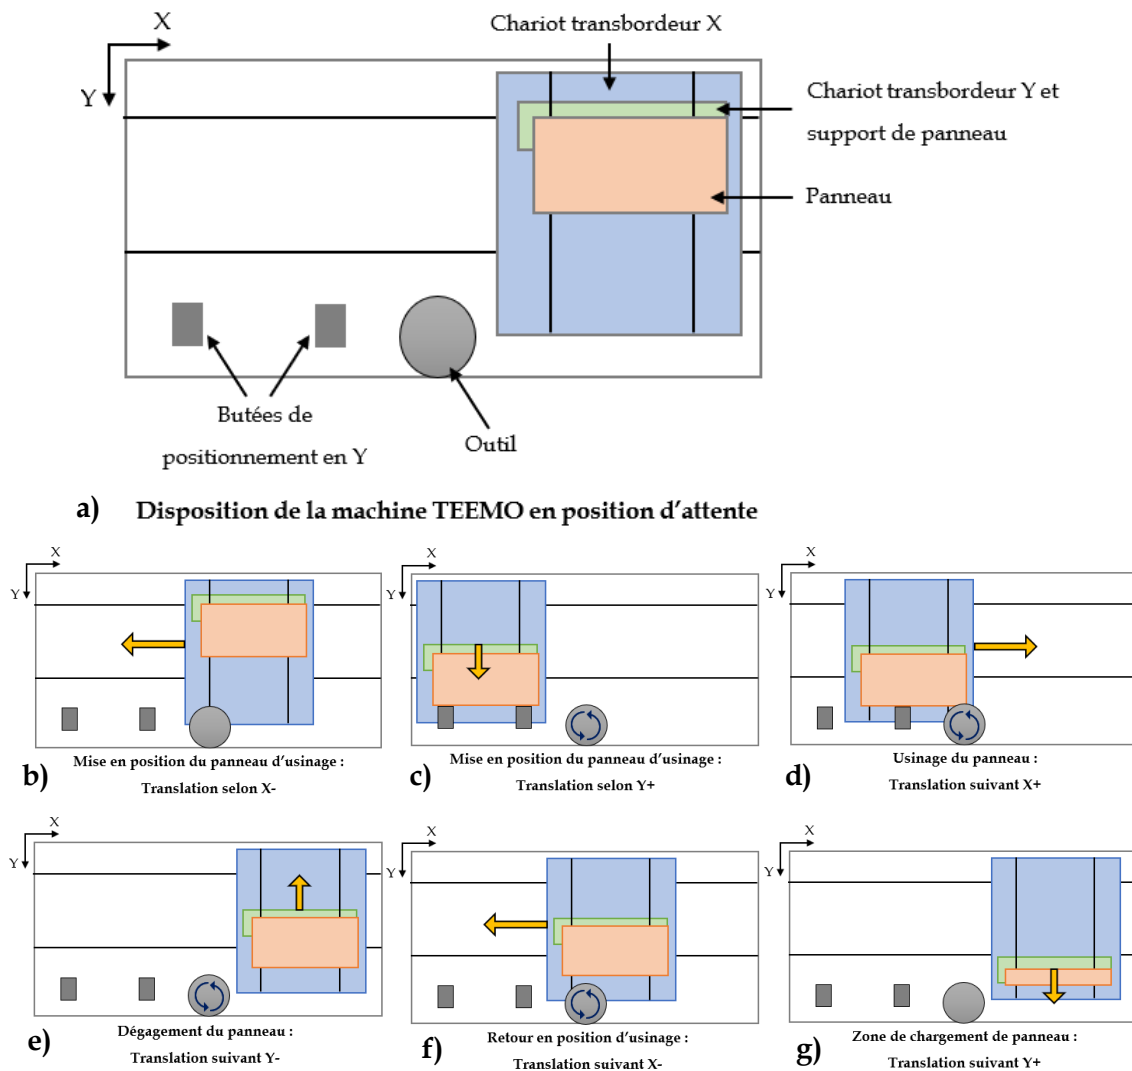 X
Chariot transbordeur X
Y
Chariot transbordeur Y et
support de panneau
Panneau
Butées de
positionnement en Y
Outil
a) Disposition de la machine TEEMO en position d'attente
X
Y
b) Mise en position du panneau d'usinage :
Translation selon X-
X
Y
c) Mise en position du panneau d'usinage :
Translation selon Y+
X
Y
d) Usinage du panneau :
Translation suivant X+
X
Y
e) Dégagement du panneau :
Translation suivant Y-
X
Y
f) Retour en position d'usinage :
Translation suivant X-
X
Y
g) Zone de chargement de panneau :
Translation suivant Y+